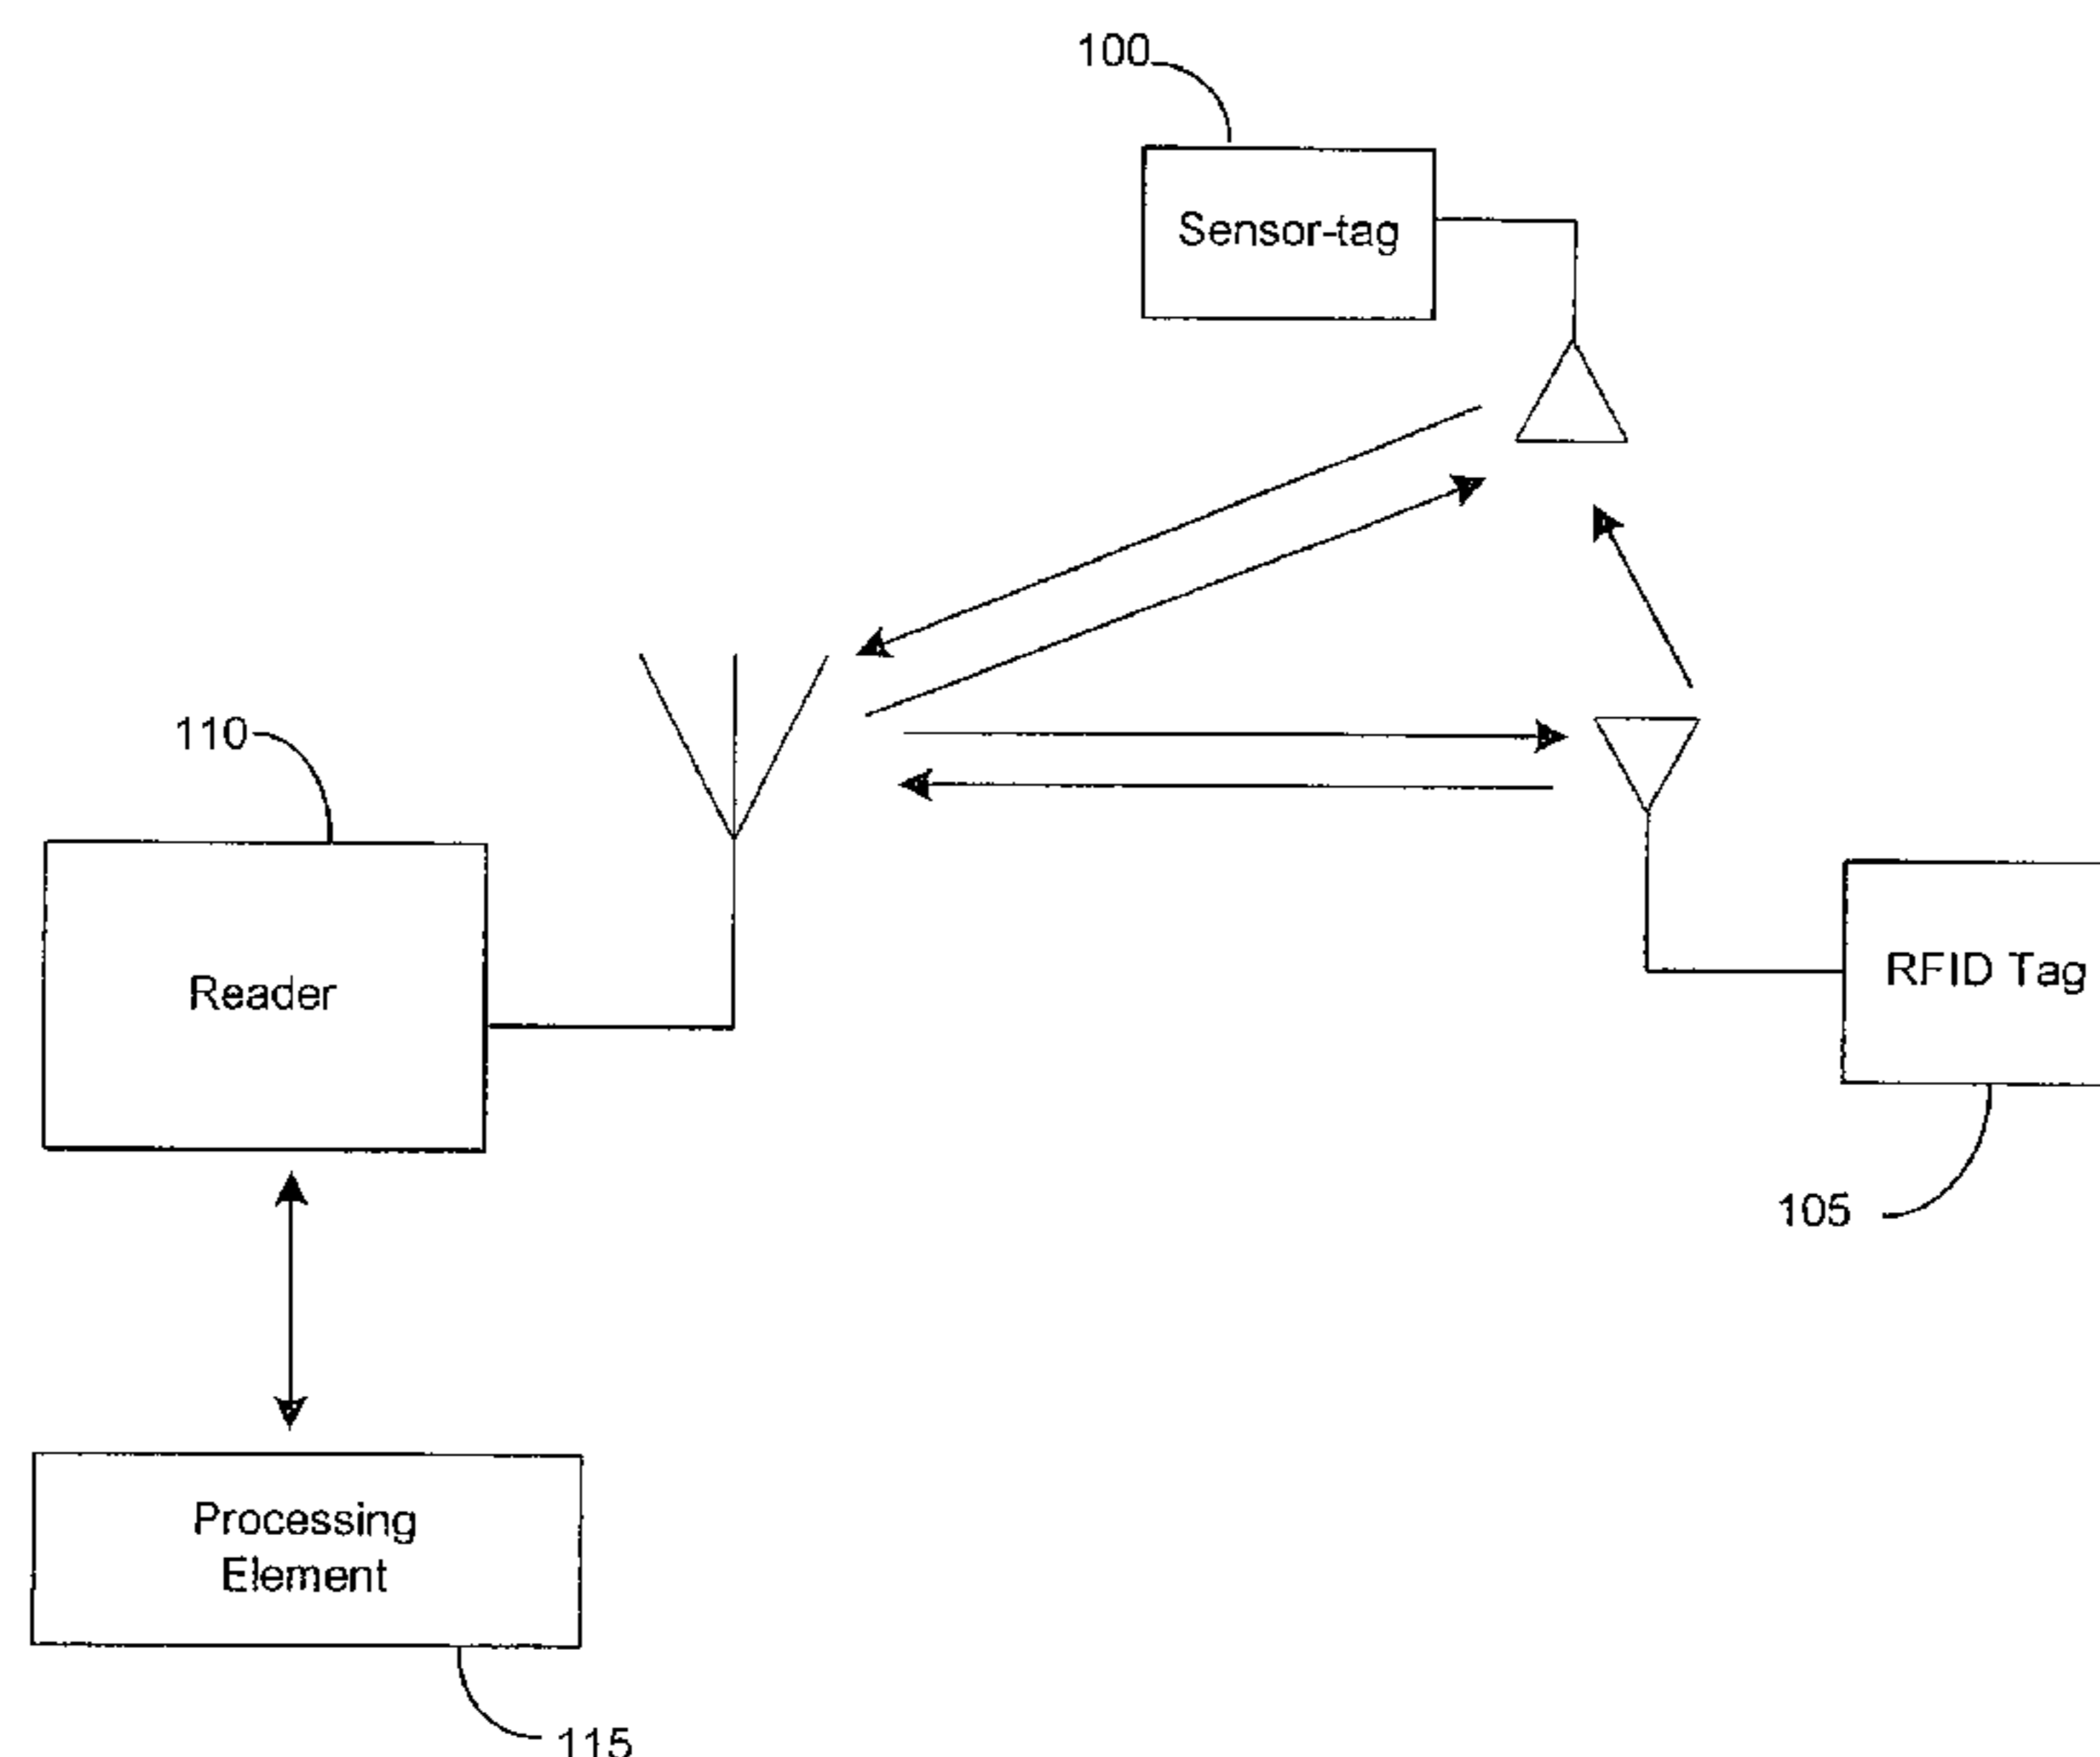 100
Sensor-tag
110
Reader
RFID Tag
105
Processing
Element
115